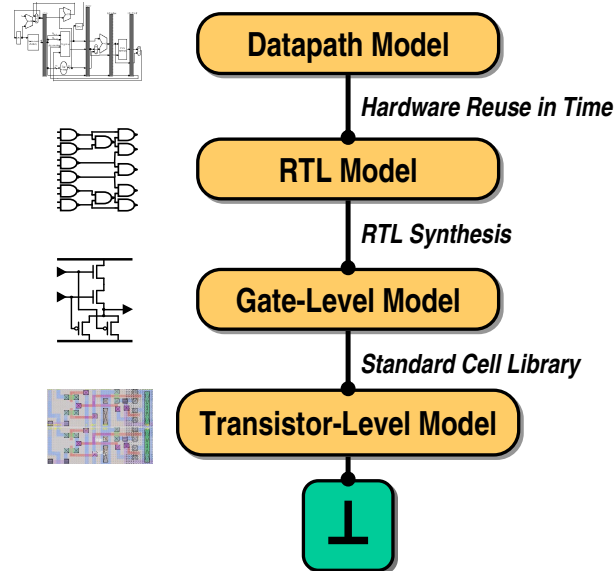 Datapath Model
Hardware Reuse in Time
RTL Model
RTL Synthesis
Gate-Level Model
Standard Cell Library
Transistor-Level Model
⊥